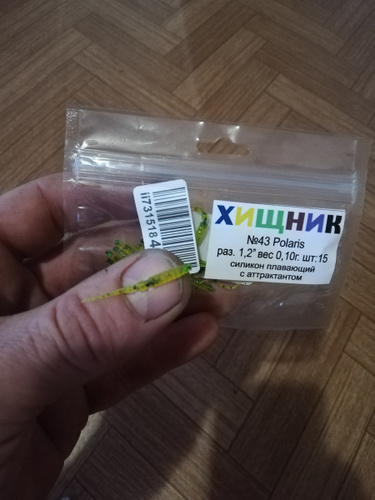 ХИЩНИК
№43 Polaris
раз. 1,2" вес 0,10г. шт:15
силикон плавающий
с аттрактантом